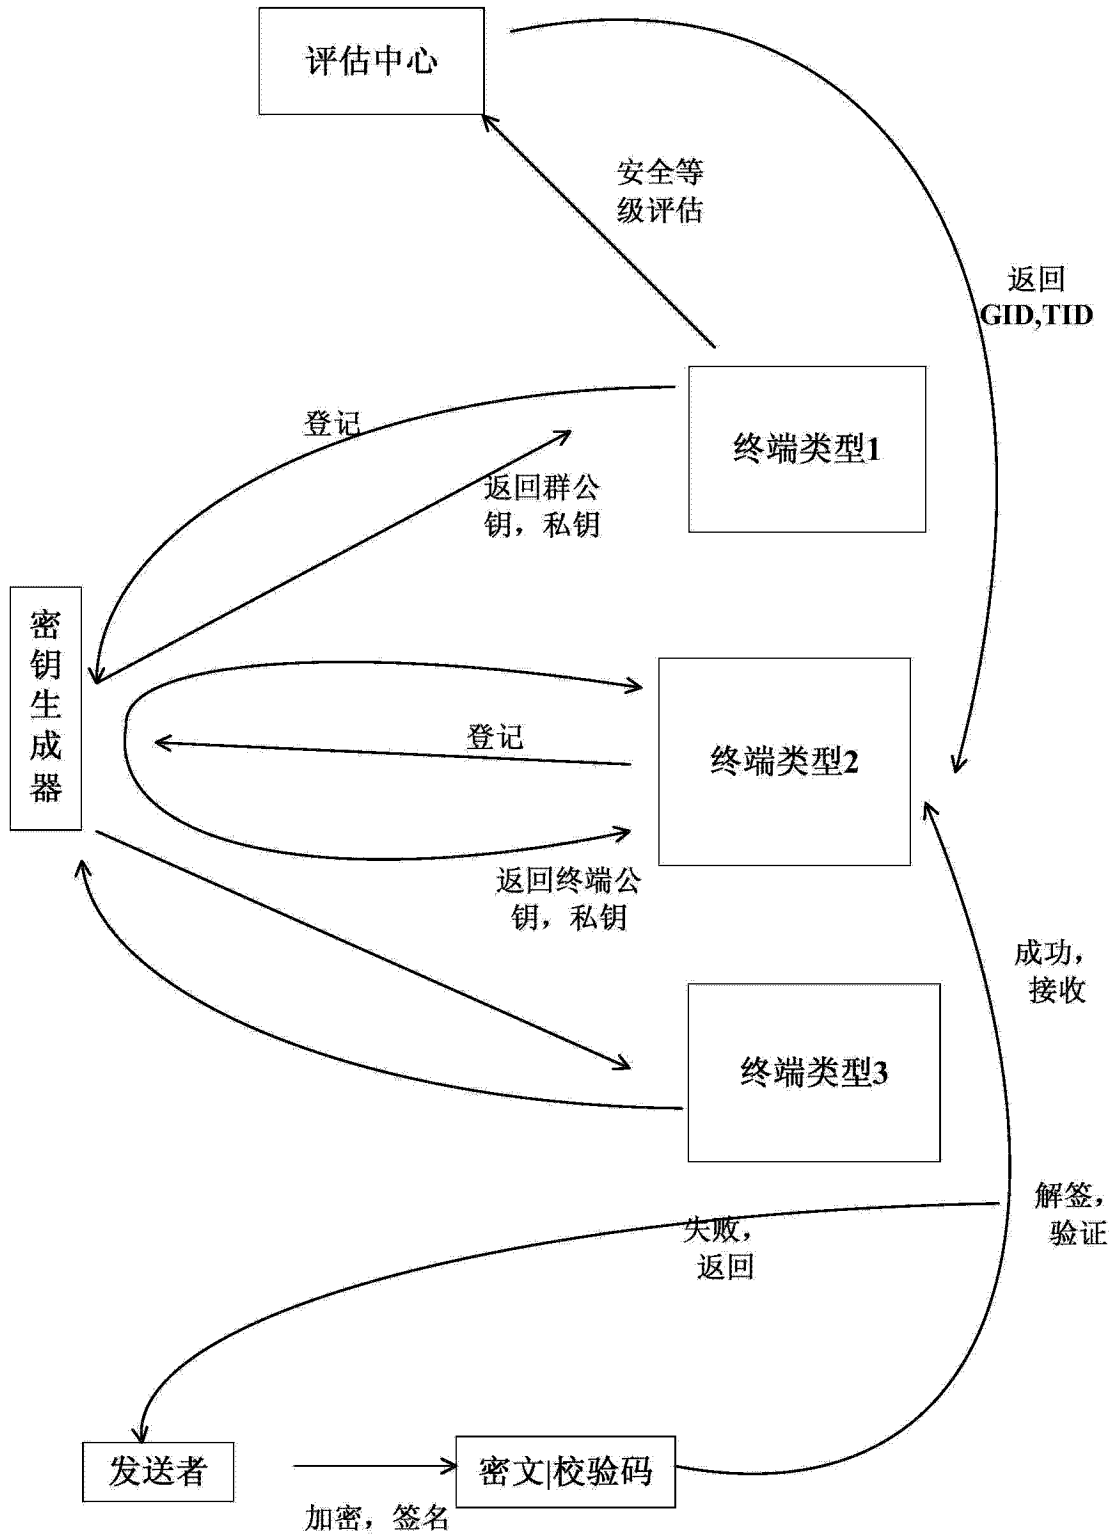 评估中心
安全等
级评估
返回
GID,TID
登记
终端类型1
返回群公
钥，私钥
密
钥
生
成
器
登记
终端类型2
返回终端公
钥，私钥
成功，
接收
终端类型3
解签，
验证
失败，
返回
发送者
密文|校验码
加密，签名